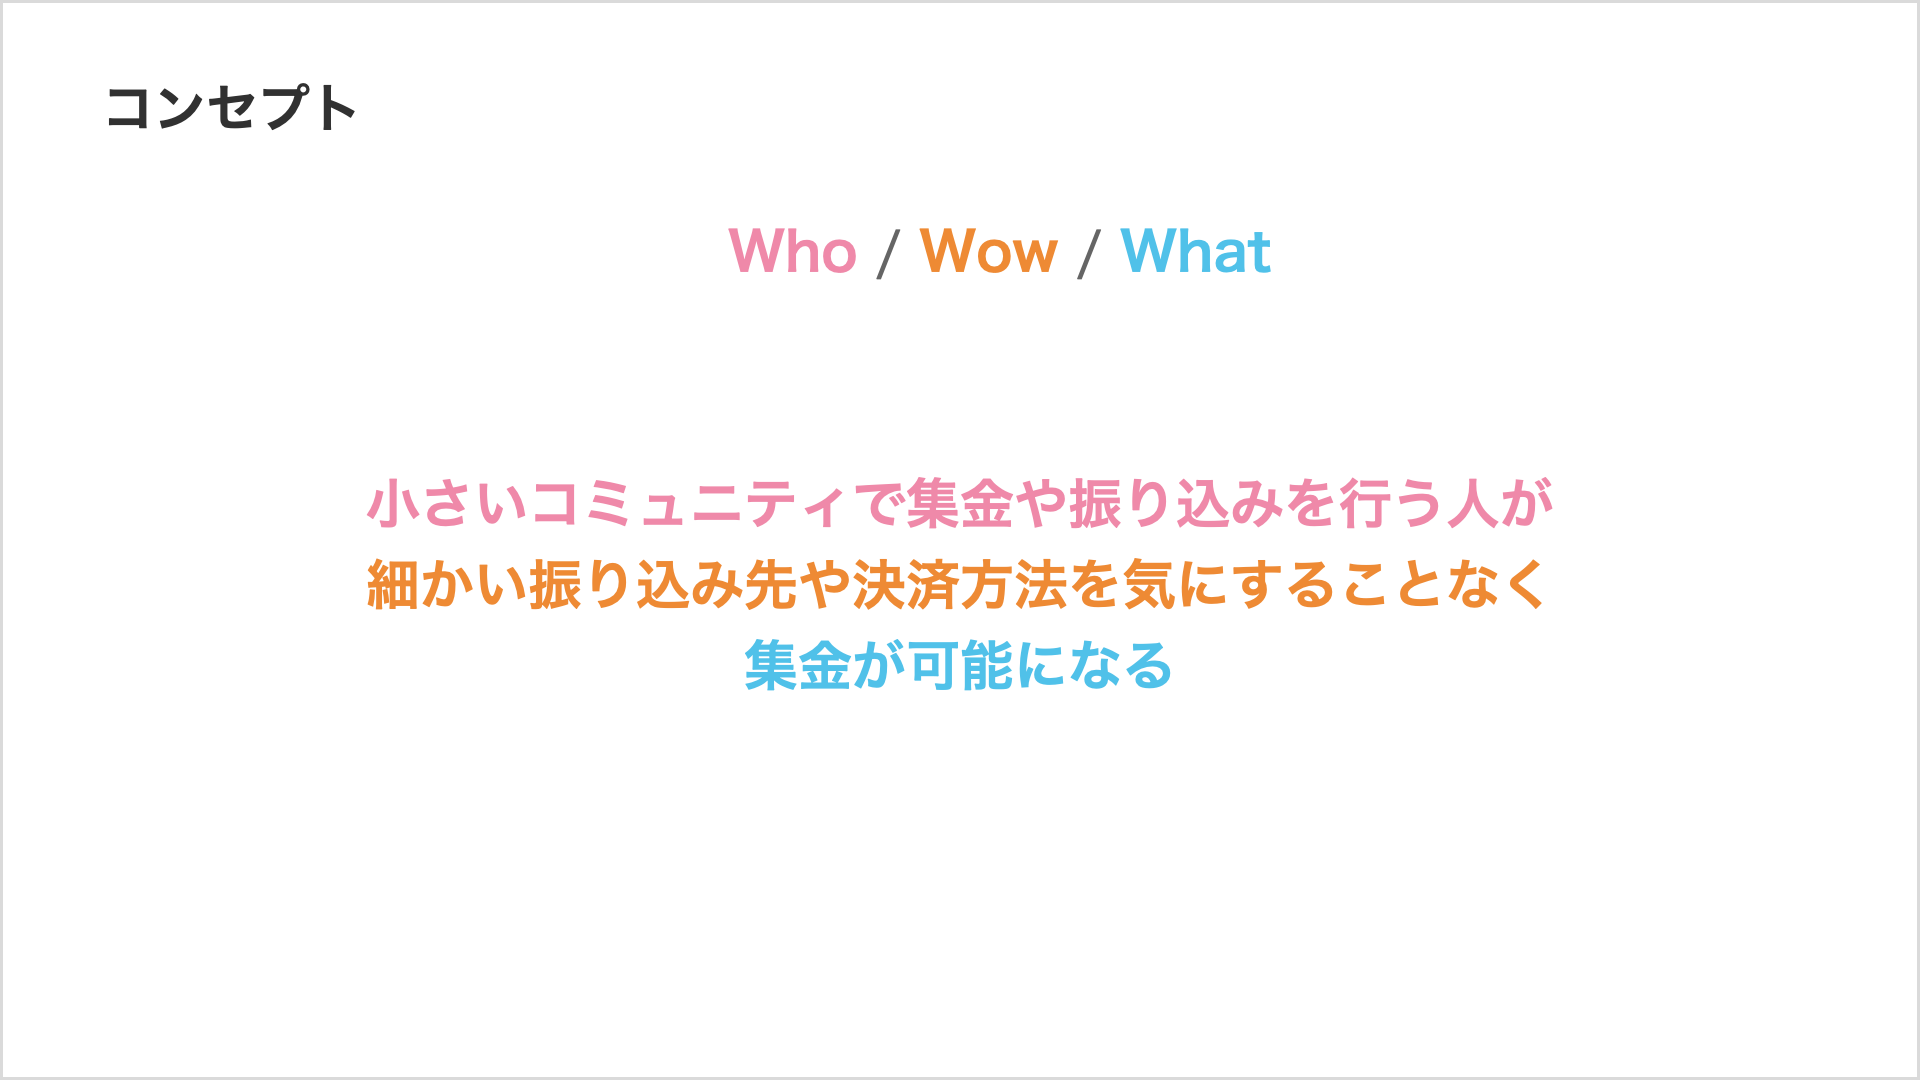 コンセプト
Who / Wow / What
小さいコミュニティで集金や振り込みを行う人が
細かい振り込み先や決済方法を気にすることなく
集金が可能になる